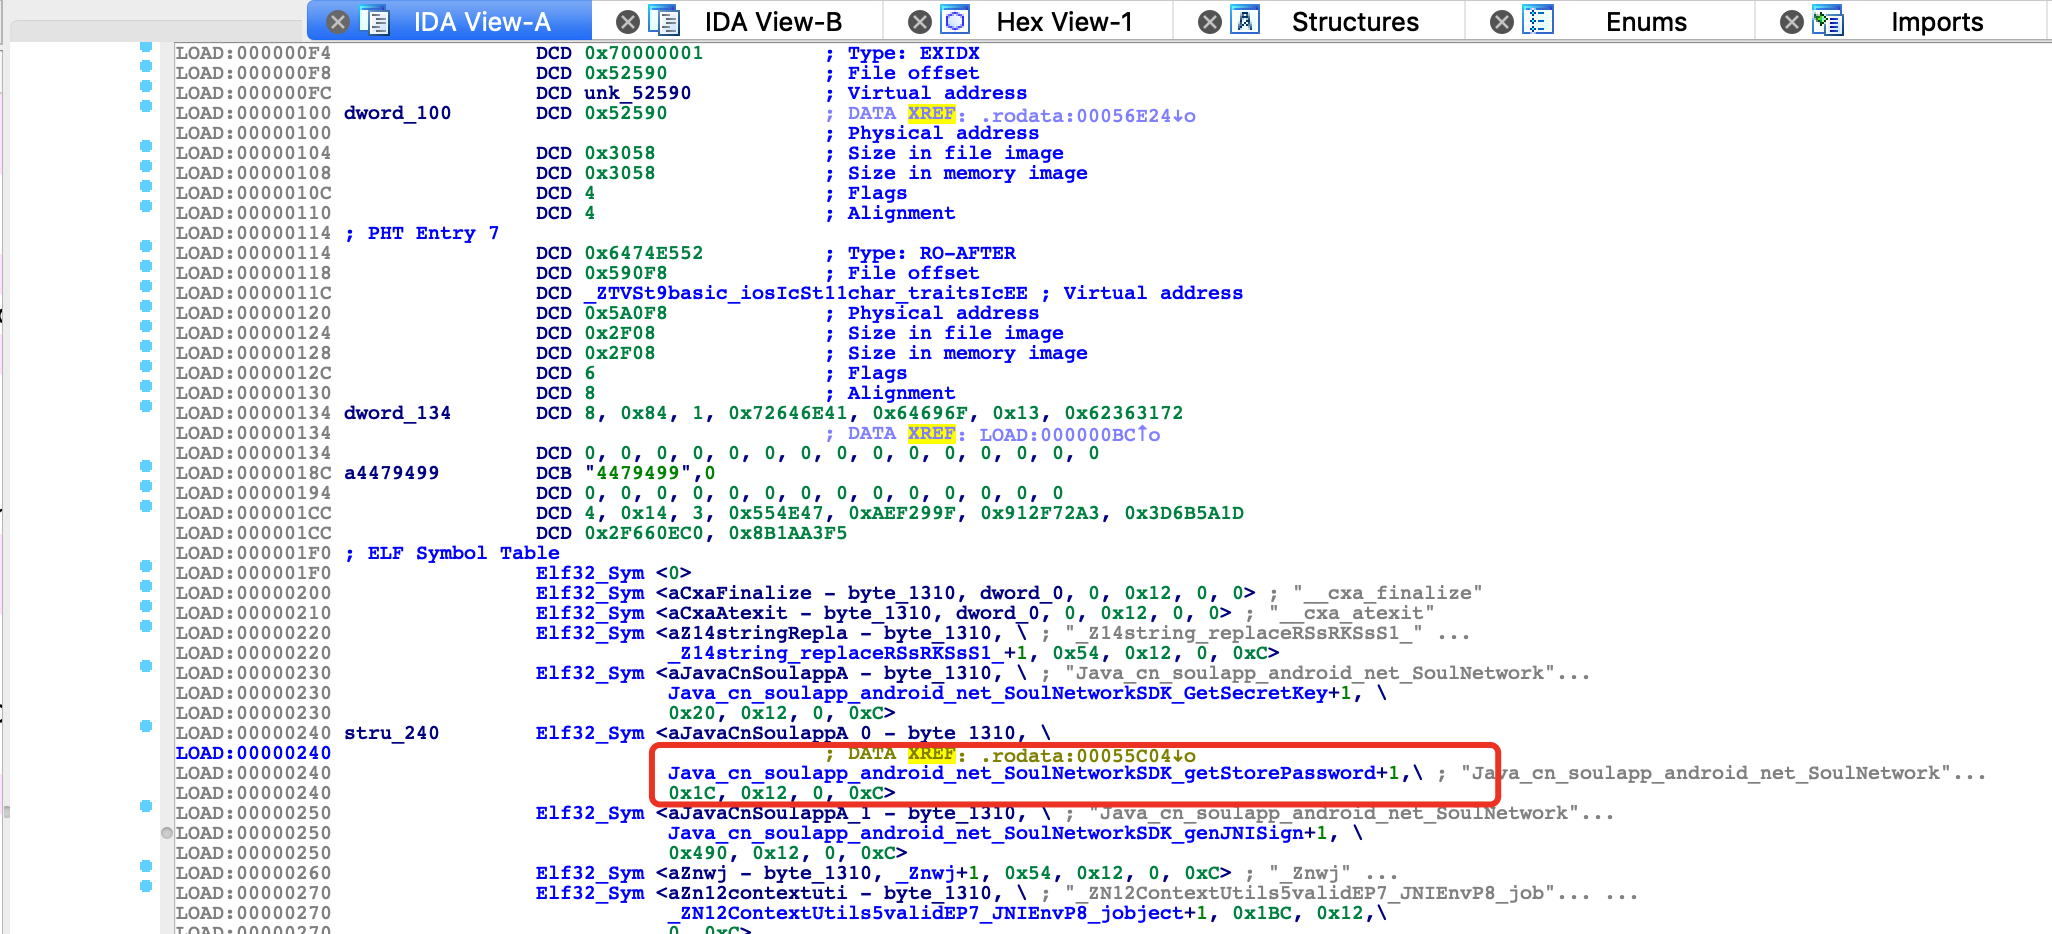 IDA View-A IDA View-B Hex View-1 Structures Enums Imports
LOAD:000000F4 DCD 0x70000001 ; Type: EXIDX
LOAD:000000F8 DCD 0x52590 ; File offset
LOAD:000000FC DCD unk_52590 ; Virtual address
LOAD:00000100 dword_100 DCD 0x52590 ; DATA XREF: .rodata:00056E24↓o
LOAD:00000100 ; Physical address
LOAD:00000104 DCD 0x3058 ; Size in file image
LOAD:00000108 DCD 0x3058 ; Size in memory image
LOAD:0000010C DCD 4 ; Flags
LOAD:00000110 DCD 4 ; Alignment
LOAD:00000114 ; PHT Entry 7
LOAD:00000114 DCD 0x6474E552 ; Type: RO-AFTER
LOAD:00000118 DCD 0x590F8 ; File offset
LOAD:0000011C DCD _ZTVSt9basic_iosIcSt11char_traitsIcEE ; Virtual address
LOAD:00000120 DCD 0x5A0F8 ; Physical address
LOAD:00000124 DCD 0x2F08 ; Size in file image
LOAD:00000128 DCD 0x2F08 ; Size in memory image
LOAD:0000012C DCD 6 ; Flags
LOAD:00000130 DCD 8 ; Alignment
LOAD:00000134 dword_134 DCD 8, 0x84, 1, 0x72646E41, 0x64696F, 0x13, 0x62363172
LOAD:00000134 ; DATA XREF: LOAD:000000BC↑o
LOAD:00000134 DCD 0, 0, 0, 0, 0, 0, 0, 0, 0, 0, 0, 0, 0, 0, 0
LOAD:0000018C a4479499 DCB "4479499",0
LOAD:00000194 DCD 0, 0, 0, 0, 0, 0, 0, 0, 0, 0, 0, 0, 0, 0
LOAD:000001CC DCD 4, 0x14, 3, 0x554E47, 0xAEF299F, 0x912F72A3, 0x3D6B5A1D
LOAD:000001CC DCD 0x2F660EC0, 0x8B1AA3F5
LOAD:000001F0 ; ELF Symbol Table
LOAD:000001F0 Elf32_Sym <0>
LOAD:00000200 Elf32_Sym <aCxaFinalize - byte_1310, dword_0, 0, 0x12, 0, 0> ; "__cxa_finalize"
LOAD:00000210 Elf32_Sym <aCxaAtexit - byte_1310, dword_0, 0, 0x12, 0, 0> ; "__cxa_atexit"
LOAD:00000220 Elf32_Sym <aZ14stringRepla - byte_1310, \ ; "_Z14string_replaceRSsRKSsS1_" ...
LOAD:00000220 _Z14string_replaceRSsRKSsS1_+1, 0x54, 0x12, 0, 0xC>
LOAD:00000230 Elf32_Sym <aJavaCnSoulappA - byte_1310, \ ; "Java_cn_soulapp_android_net_SoulNetwork"...
LOAD:00000230 Java_cn_soulapp_android_net_SoulNetworkSDK_GetSecretKey+1, \
LOAD:00000230 0x20, 0x12, 0, 0xC>
LOAD:00000240 stru_240 Elf32_Sym <aJavaCnSoulappA_0 - byte_1310, \
LOAD:00000240 ; DATA XREF: .rodata:00055C04↓o
LOAD:00000240 Java_cn_soulapp_android_net_SoulNetworkSDK_getStorePassword+1,\ ; "Java_cn_soulapp_android_net_SoulNetwork"...
LOAD:00000240 0x1C, 0x12, 0, 0xC>
LOAD:00000250 Elf32_Sym <aJavaCnSoulappA_1 - byte_1310, \ ; "Java_cn_soulapp_android_net_SoulNetwork"...
LOAD:00000250 Java_cn_soulapp_android_net_SoulNetworkSDK_genJNISign+1, \
LOAD:00000250 0x490, 0x12, 0, 0xC>
LOAD:00000260 Elf32_Sym <aZnwj - byte_1310, _Znwj+1, 0x54, 0x12, 0, 0xC> ; "_Znwj" ...
LOAD:00000270 Elf32_Sym <aZn12contextuti - byte_1310, \ ; "_ZN12ContextUtils5validEP7_JNIEnvP8_job"... ...
LOAD:00000270 _ZN12ContextUtils5validEP7_JNIEnvP8_jobject+1, 0x1BC, 0x12,\
LOAD:00000270 0, 0xC>